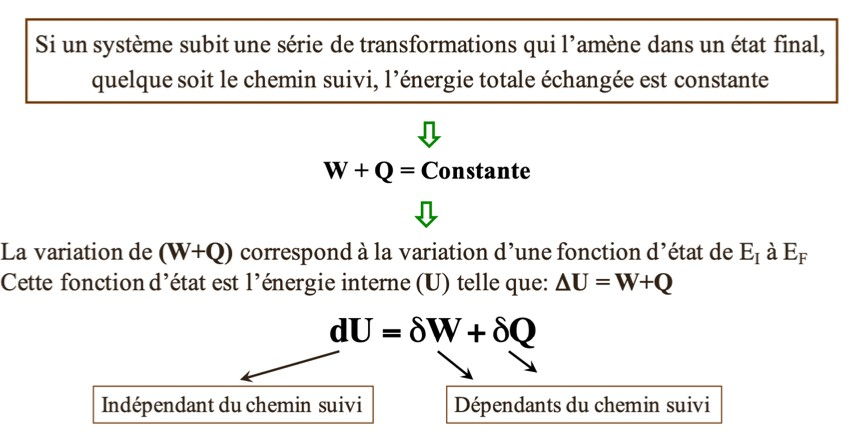 Si un système subit une série de transformations qui l’amène dans un état final,
quelque soit le chemin suivi, l’énergie totale échangée est constante
W + Q = Constante
La variation de (W+Q) correspond à la variation d’une fonction d’état de E_I à E_F
Cette fonction d’état est l’énergie interne (U) telle que: ΔU = W+Q
dU = δW + δQ
Indépendant du chemin suivi
Dépendants du chemin suivi